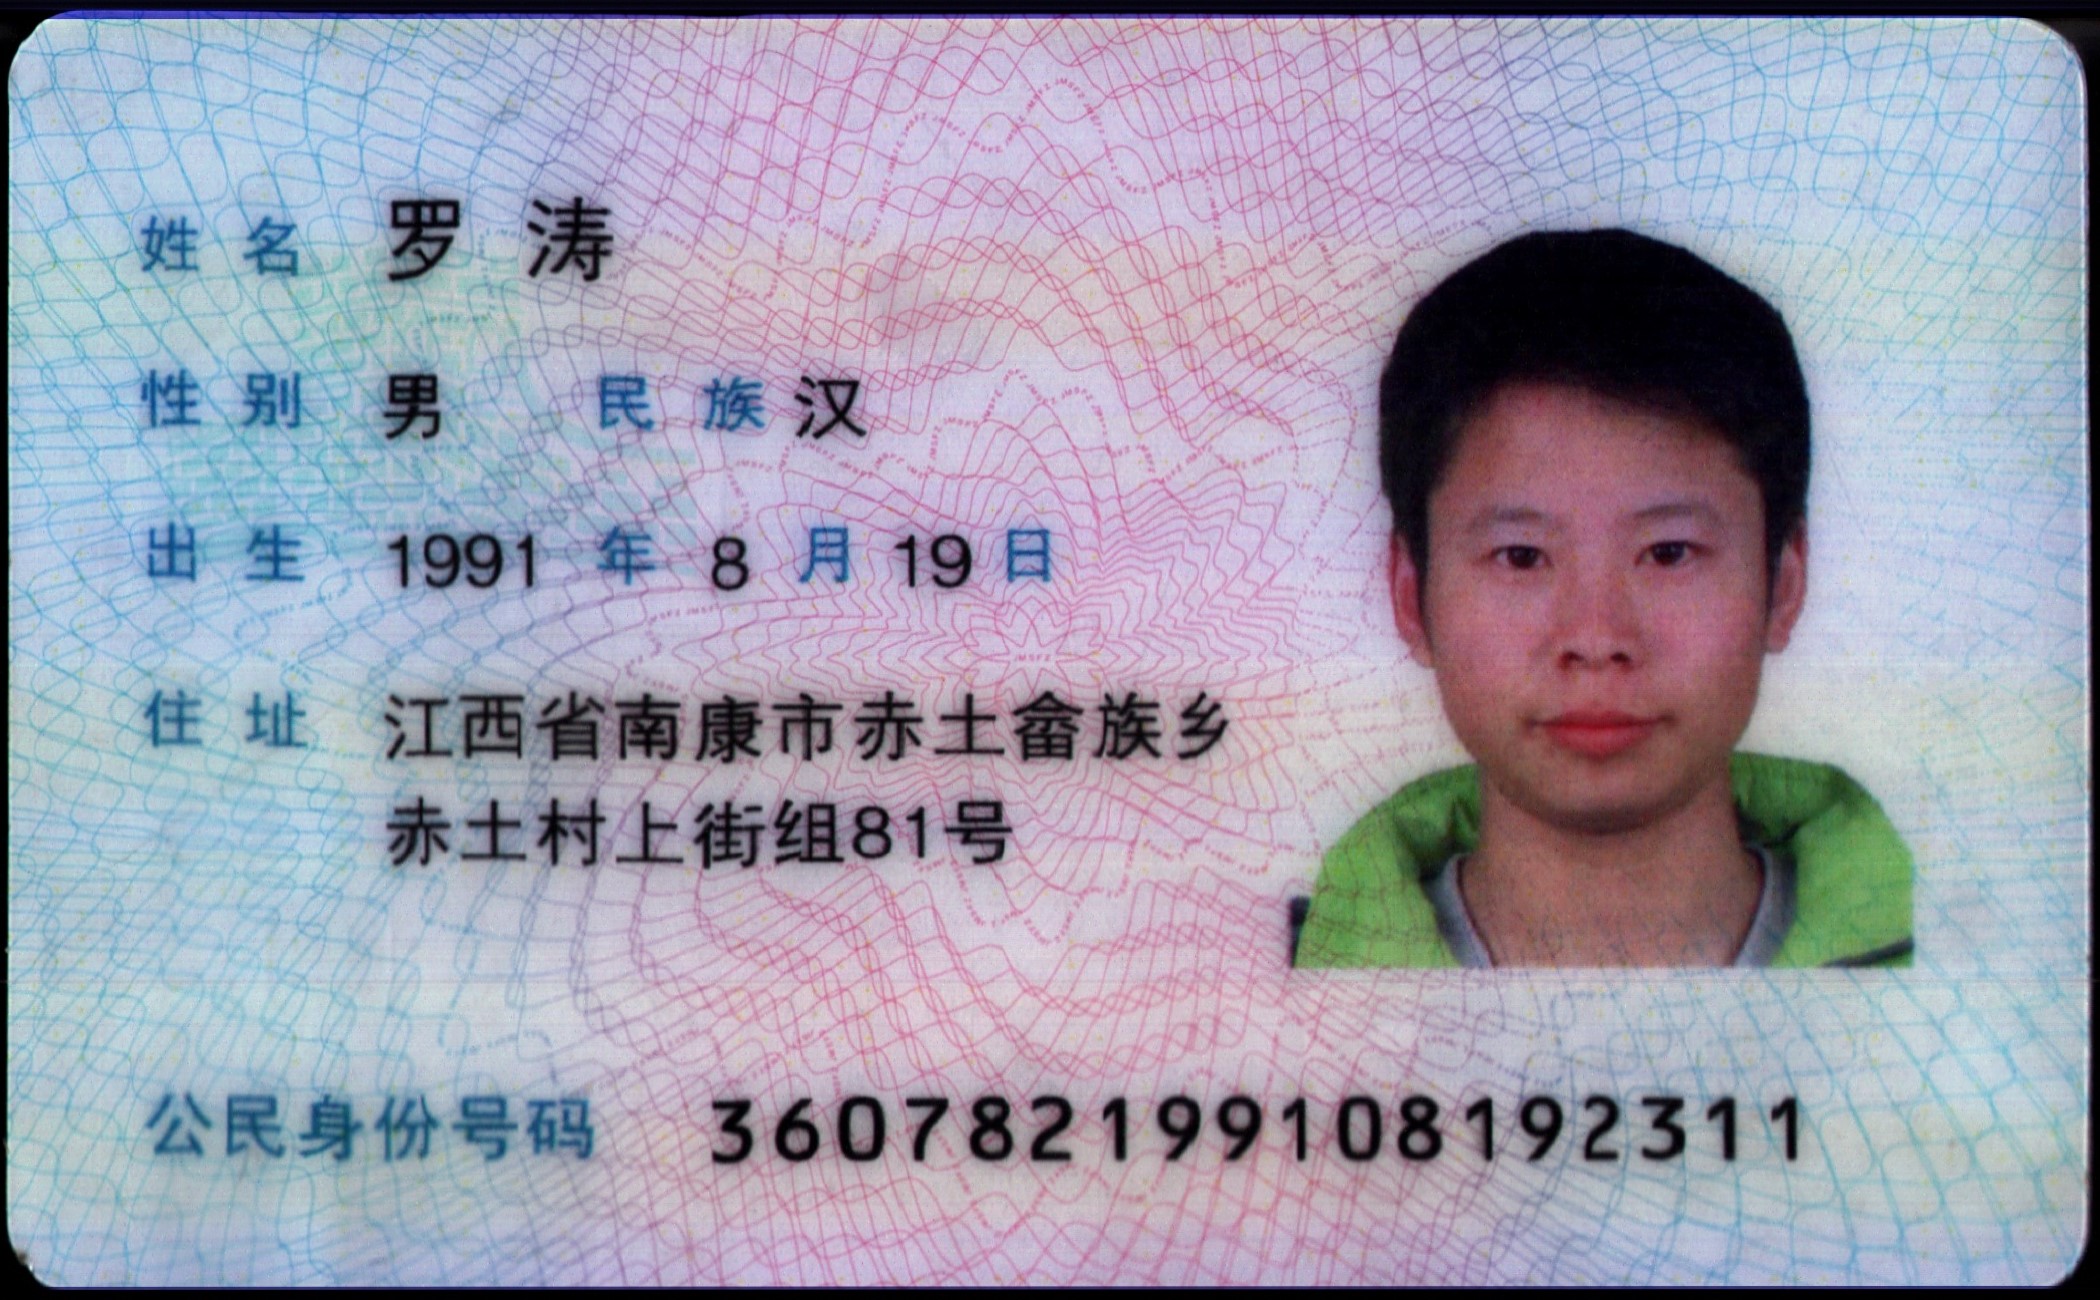 姓名 罗涛
性别 男 民族 汉
出生 1991 年 8 月 19 日
住址 江西省南康市赤土畲族乡
赤土村上街组81号
公民身份号码 360782199108192311